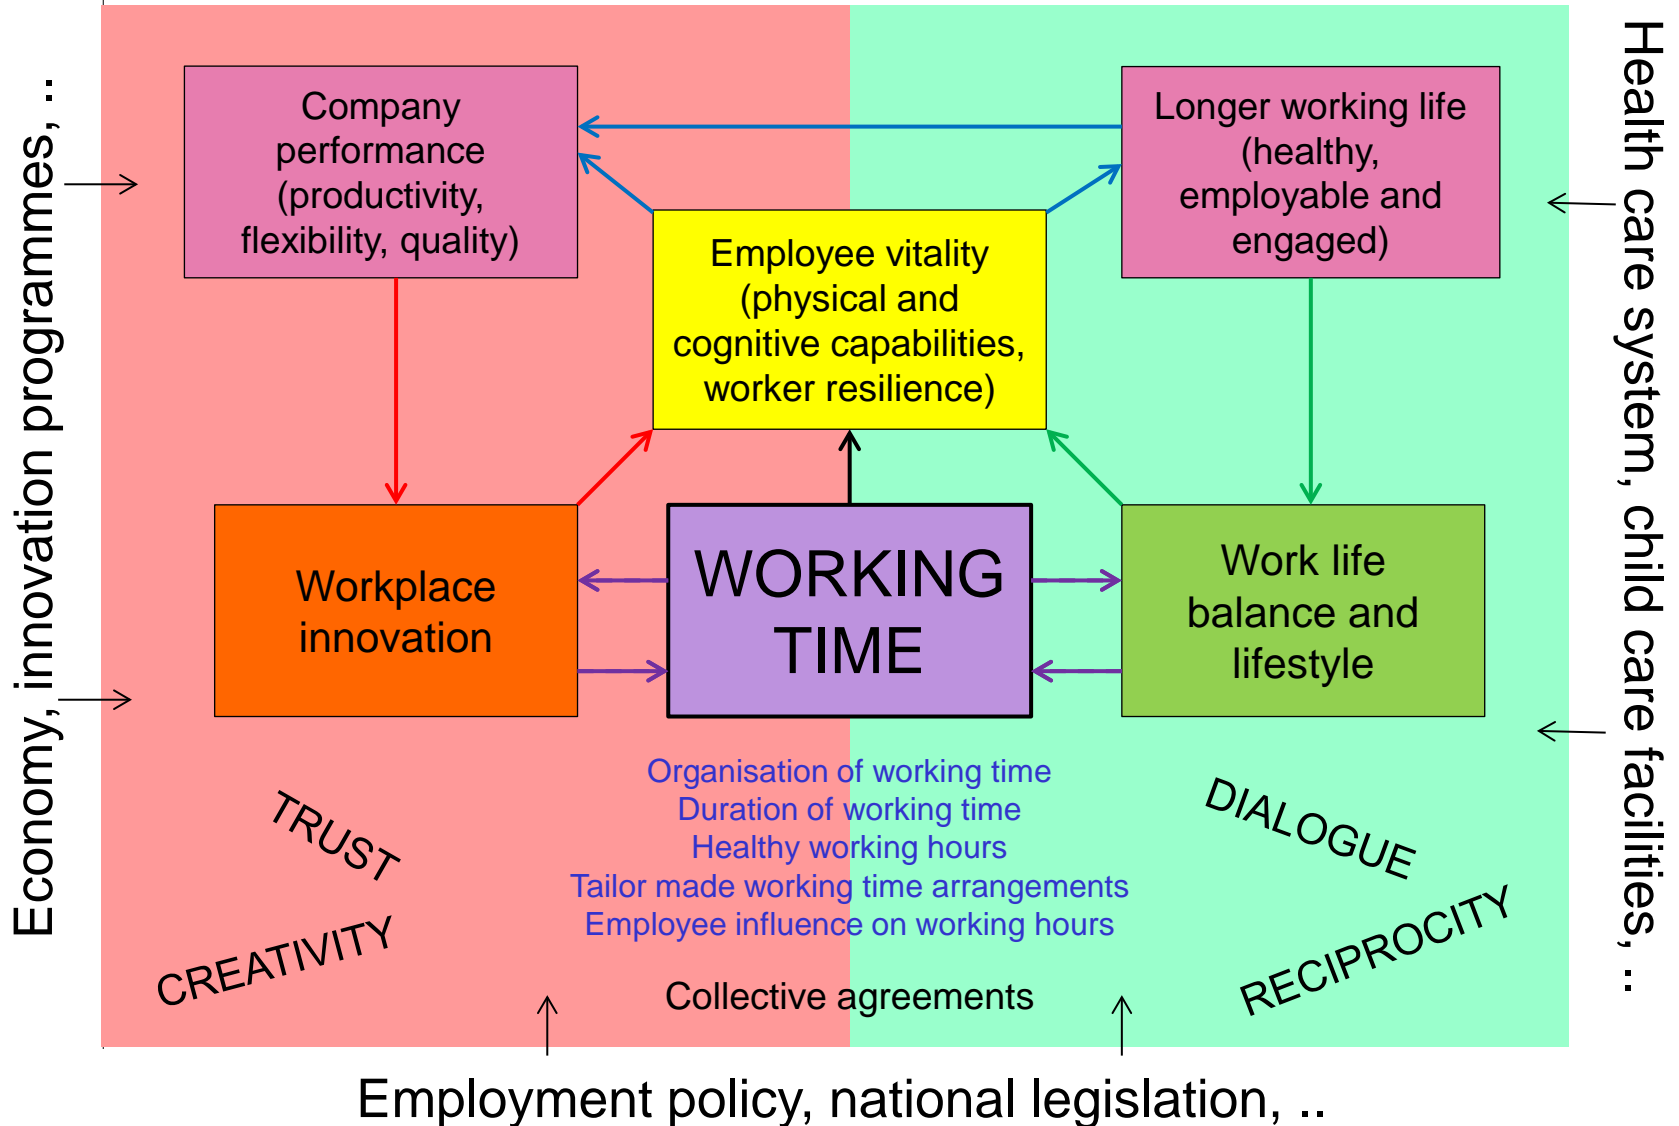 Economy, innovation programmes, ..
Company
performance
(productivity,
flexibility, quality)
Longer working life
(healthy,
employable and
engaged)
Employee vitality
(physical and
cognitive capabilities,
worker resilience)
Workplace
innovation
WORKING
TIME
Work life
balance and
lifestyle
Organisation of working time
Duration of working time
Healthy working hours
Tailor made working time arrangements
Employee influence on working hours
TRUST
CREATIVITY
DIALOGUE
RECIPROCITY
Collective agreements
Health care system, child care facilities, ..
Employment policy, national legislation, ..